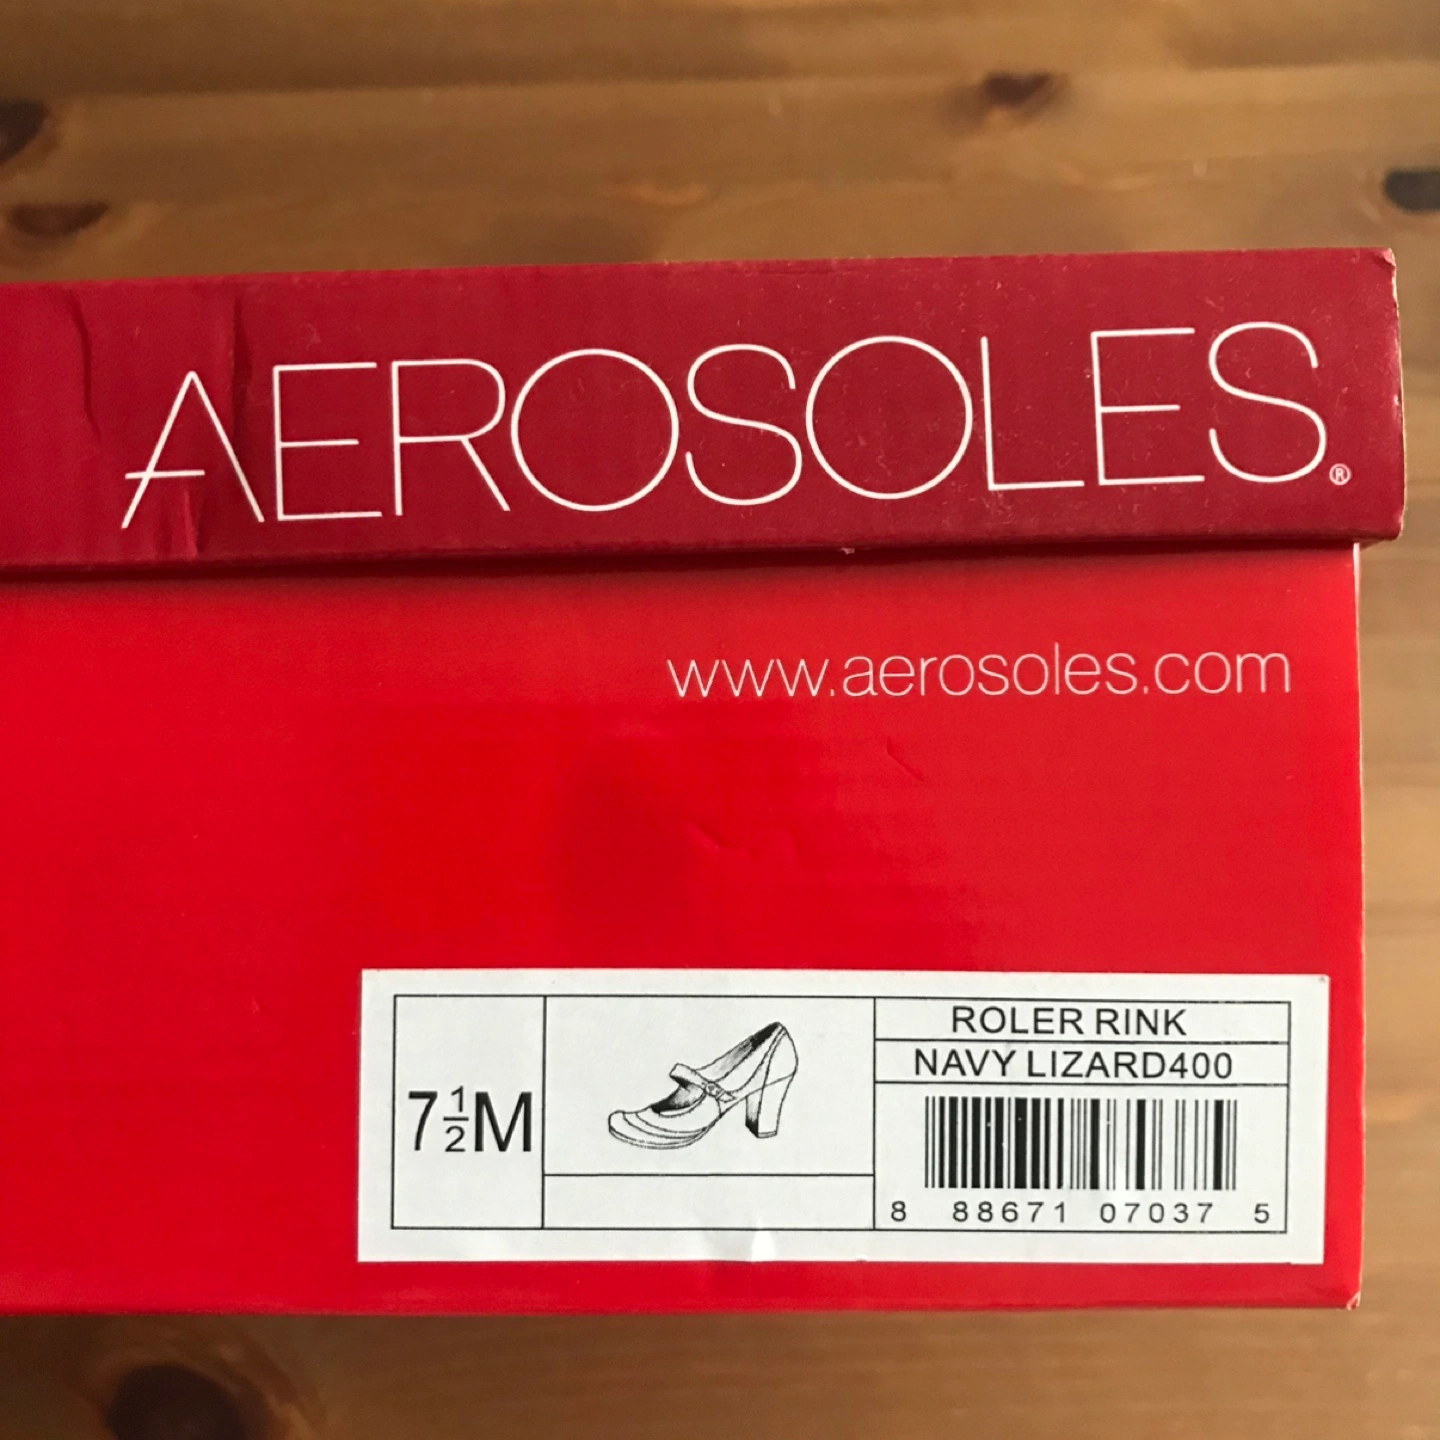 AEROSOLES®
www.aerosoles.com
7½M
ROLER RINK
NAVY LIZARD400
8 88671 07037 5